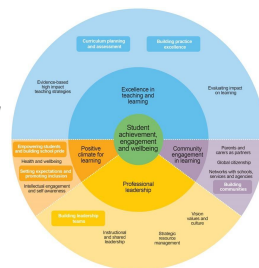 Curriculum planning
and assessment
Building practice
excellence
Evidence-based
high impact
teaching strategies
Evaluating impact
on learning
Excellence in
teaching and
learning
Student
achievement,
engagement
and wellbeing
Positive
climate for
learning
Community
engagement
in learning
Professional
leadership
Empowering students
and building school pride
Health and wellbeing
Setting expectations and
promoting inclusion
Intellectual engagement
and self awareness
Parents and
carers as partners
Global citizenship
Networks with schools,
services and agencies
Building
communities
Building leadership
teams
Instructional
and shared
leadership
Strategic
resource
management
Vision
values and
culture